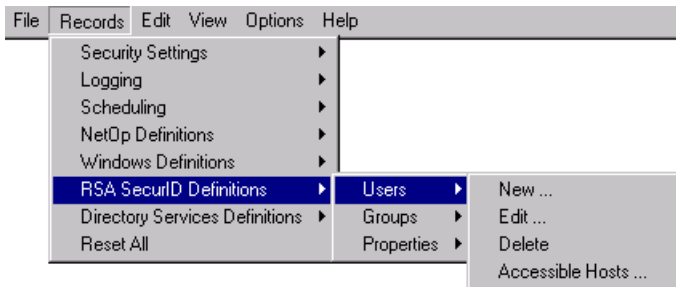 File Records Edit View Options Help
Security Settings
Logging
Scheduling
NetOp Definitions
Windows Definitions
RSA SecurID Definitions Users New ...
Directory Services Definitions Groups Edit ...
Reset All Properties Delete
Accessible Hosts ...